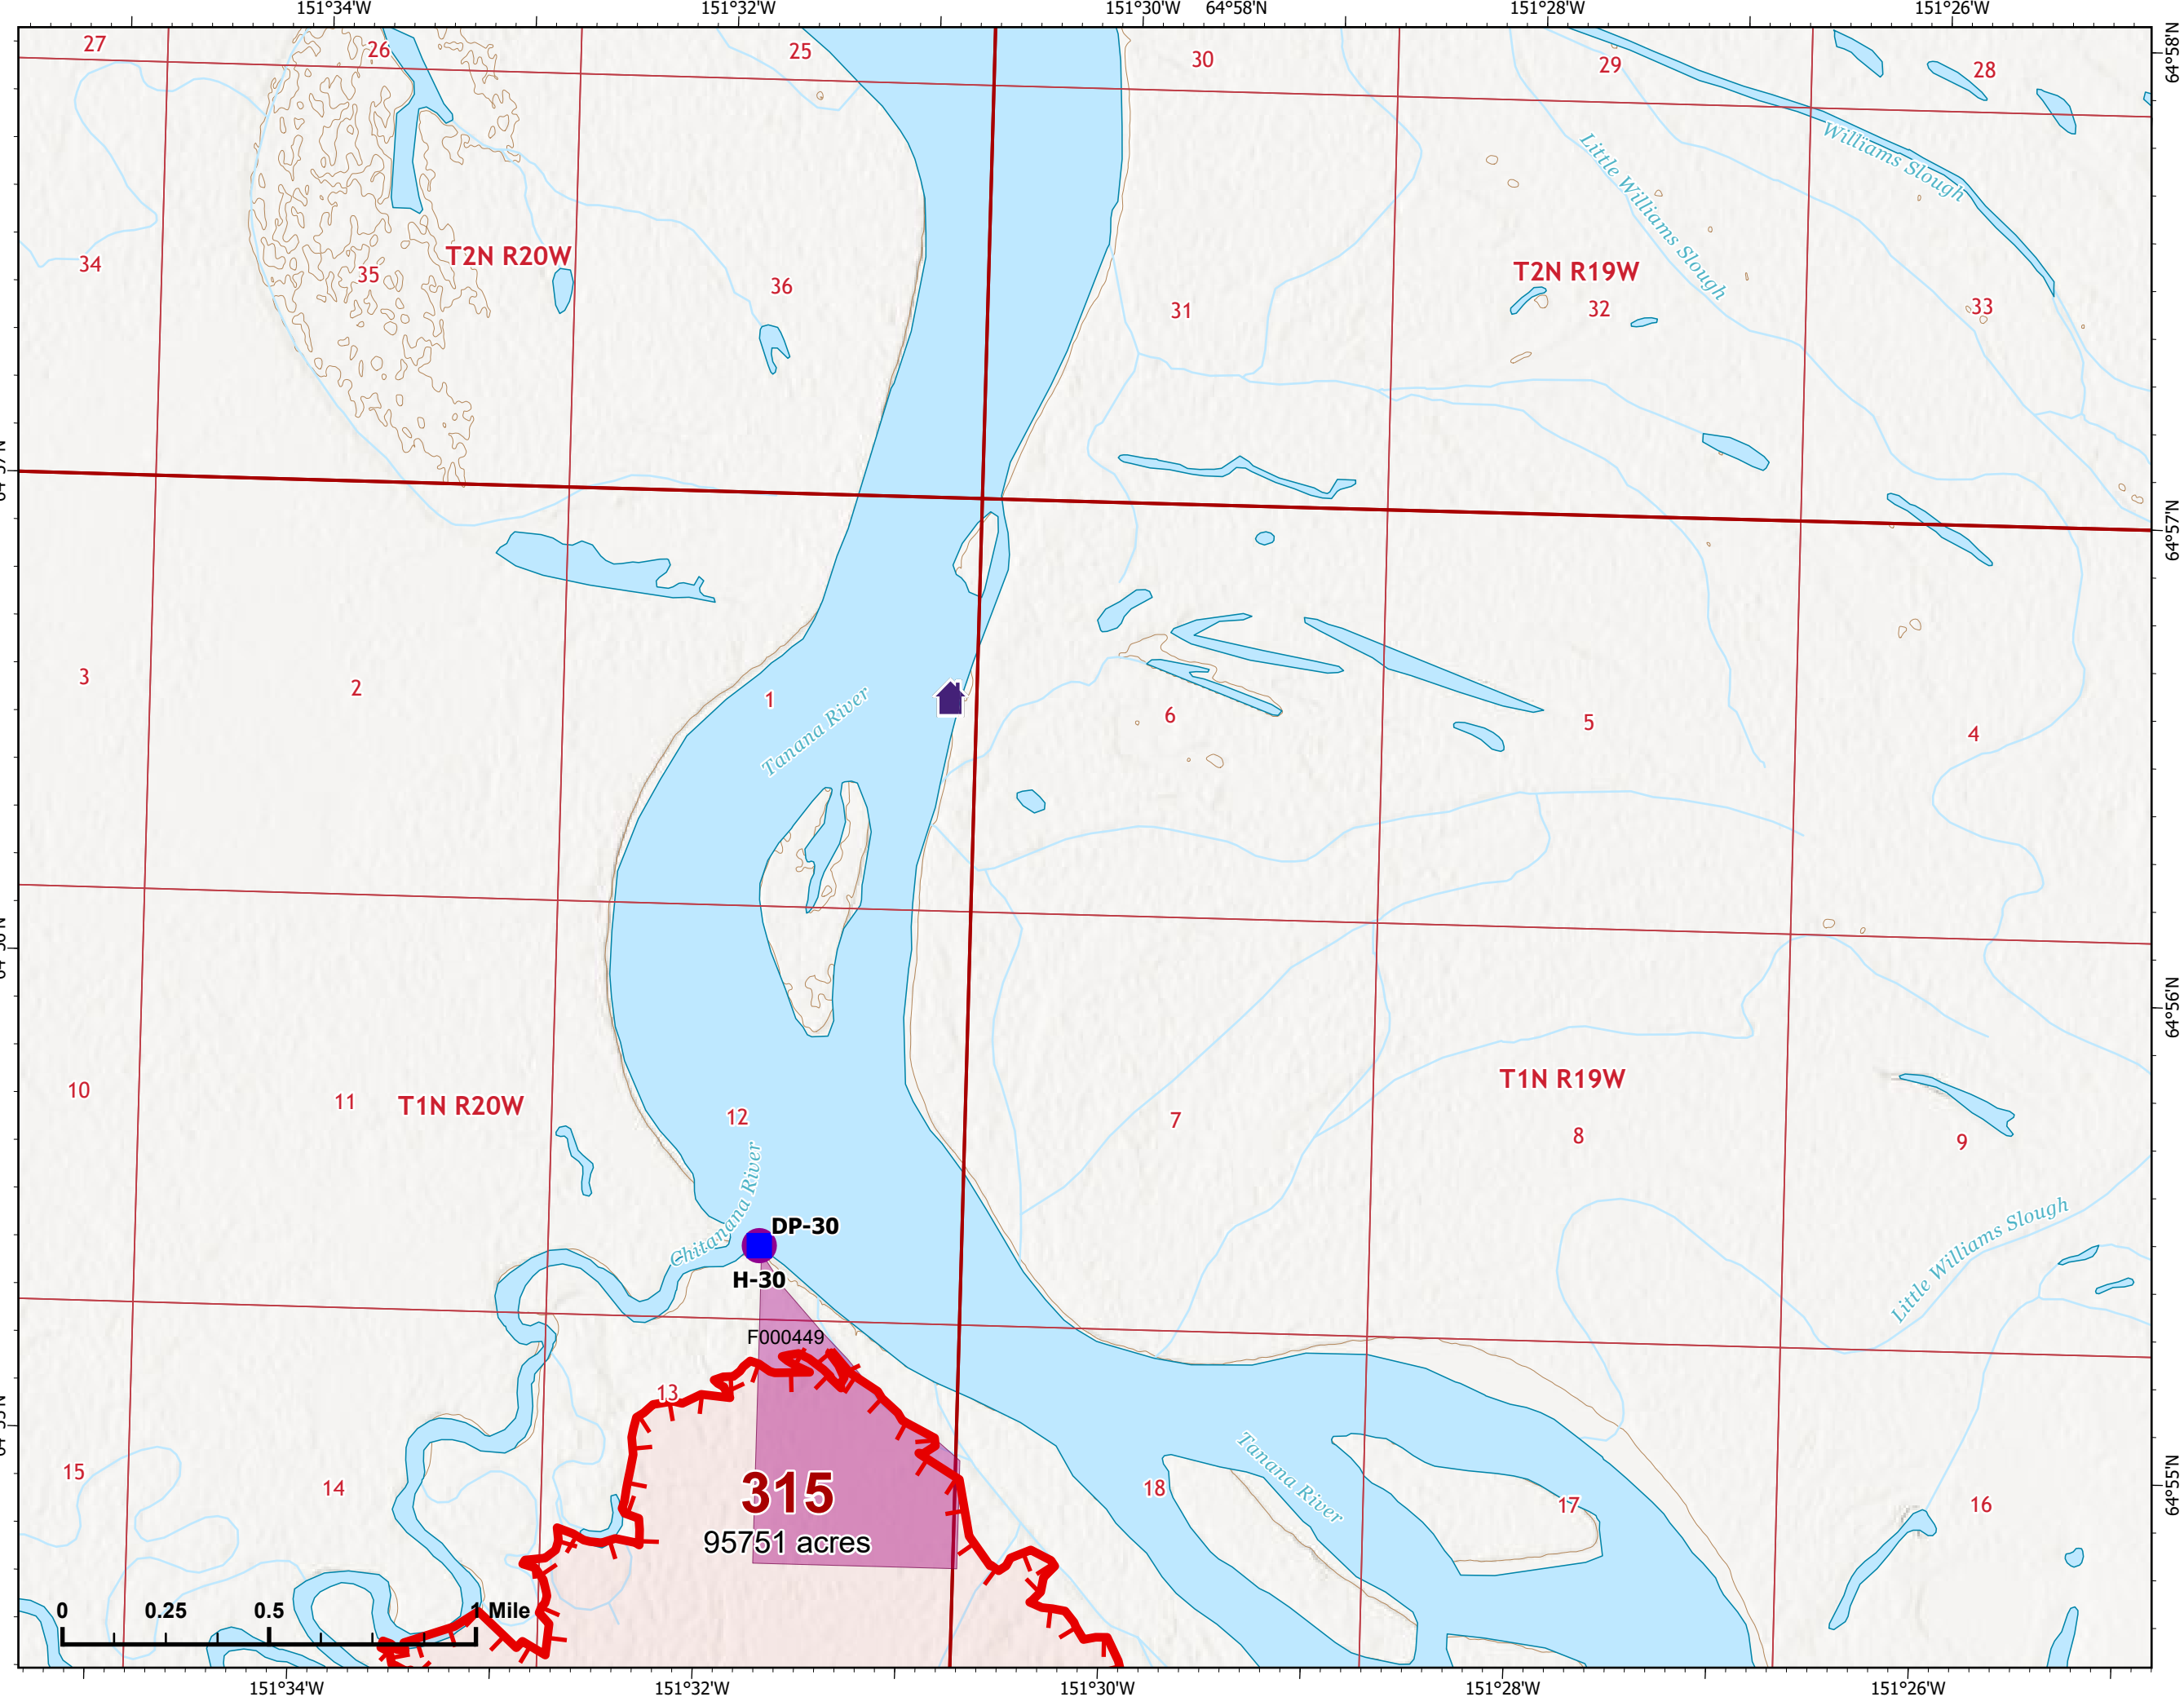 151°34'W
151°32'W
151°30'W
64°58'N
151°28'W
151°26'W
27
26
25
30
29
28
64°58'N
Williams Slough
Little Williams Slough
34
35
T2N R20W
36
31
T2N R19W
32
33
64°57'N
3
2
1
Tanana River
6
5
4
64°56'N
10
11
T1N R20W
12
7
T1N R19W
8
9
Chitanana River
DP-30
H-30
Little Williams Slough
F000449
13
15
14
315
95751 acres
18
Tanana River
17
16
64°55'N
0
0.25
0.5
1 Mile
151°34'W
151°32'W
151°30'W
151°28'W
151°26'W